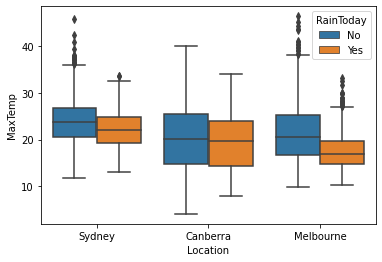 RainToday
No
Yes
MaxTemp
40
30
20
10
Sydney
Canberra
Melbourne
Location